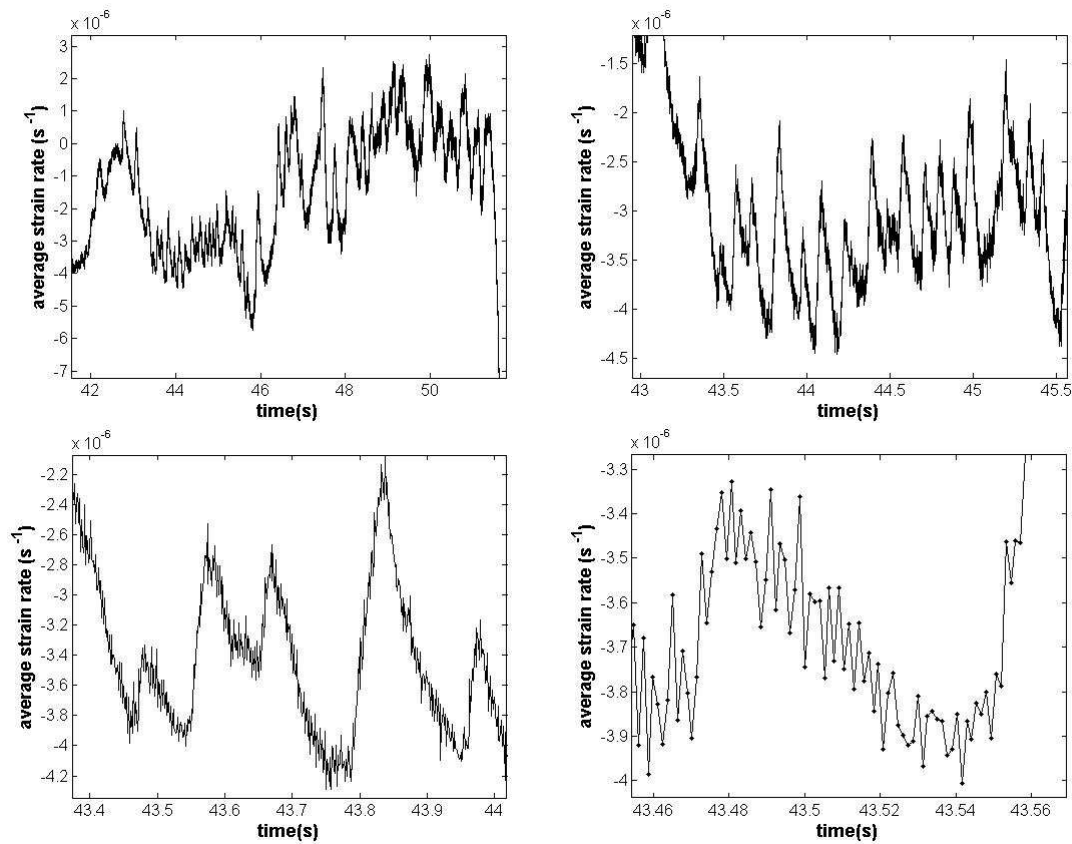 x 10^-6
3
2
1
0
-1
-2
-3
-4
-5
-6
-7
average strain rate (s^-1)
42 44 46 48 50
time(s)
x 10^-6
-1.5
-2
-2.5
-3
-3.5
-4
-4.5
average strain rate (s^-1)
43 43.5 44 44.5 45 45.5
time(s)
x 10^-6
-2.2
-2.4
-2.6
-2.8
-3
-3.2
-3.4
-3.6
-3.8
-4
-4.2
average strain rate (s^-1)
43.4 43.5 43.6 43.7 43.8 43.9 44
time(s)
x 10^-6
-3.3
-3.4
-3.5
-3.6
-3.7
-3.8
-3.9
-4
average strain rate (s^-1)
43.46 43.48 43.5 43.52 43.54 43.56
time(s)